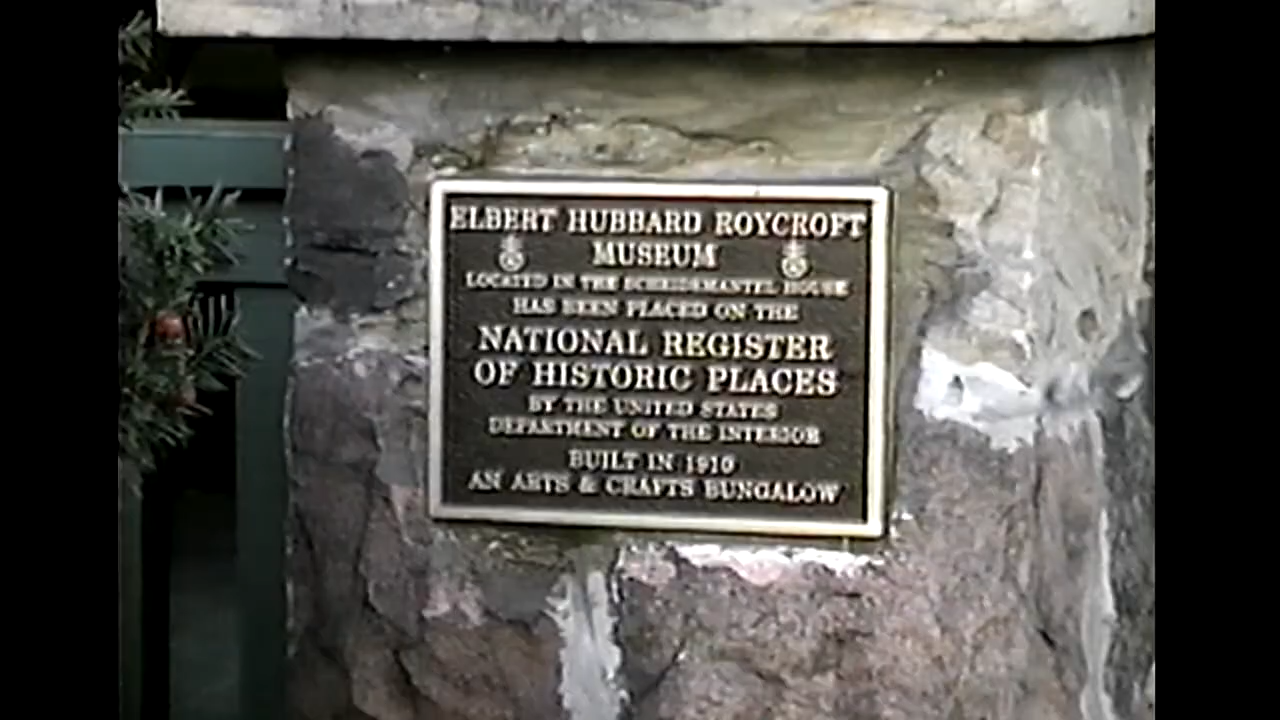 ELBERT HUBBARD ROYCROFT
MUSEUM
LOCATED IN THE SCHEIDEMANTEL HOUSE
HAS BEEN PLACED ON THE
NATIONAL REGISTER
OF HISTORIC PLACES
BY THE UNITED STATES
DEPARTMENT OF THE INTERIOR
BUILT IN 1910
AN ARTS & CRAFTS BUNGALOW